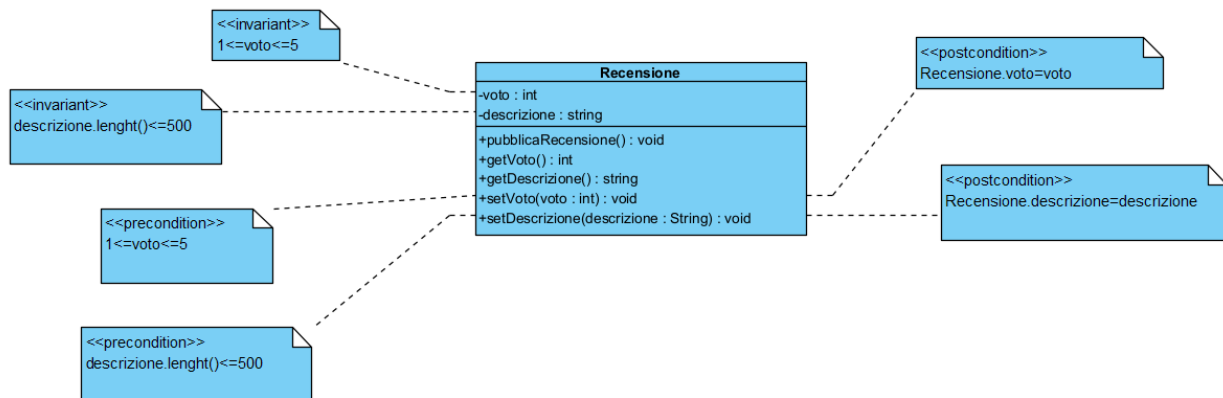 <<invariant>>
1<=voto<=5
<<invariant>>
descrizione.lenght()<=500
<<precondition>>
1<=voto<=5
<<precondition>>
descrizione.lenght()<=500
Recensione
-voto : int
-descrizione : string
+pubblicaRecensione() : void
+getVoto() : int
+getDescrizione() : string
+setVoto(voto : int) : void
+setDescrizione(descrizione : String) : void
<<postcondition>>
Recensione.voto=voto
<<postcondition>>
Recensione.descrizione=descrizione